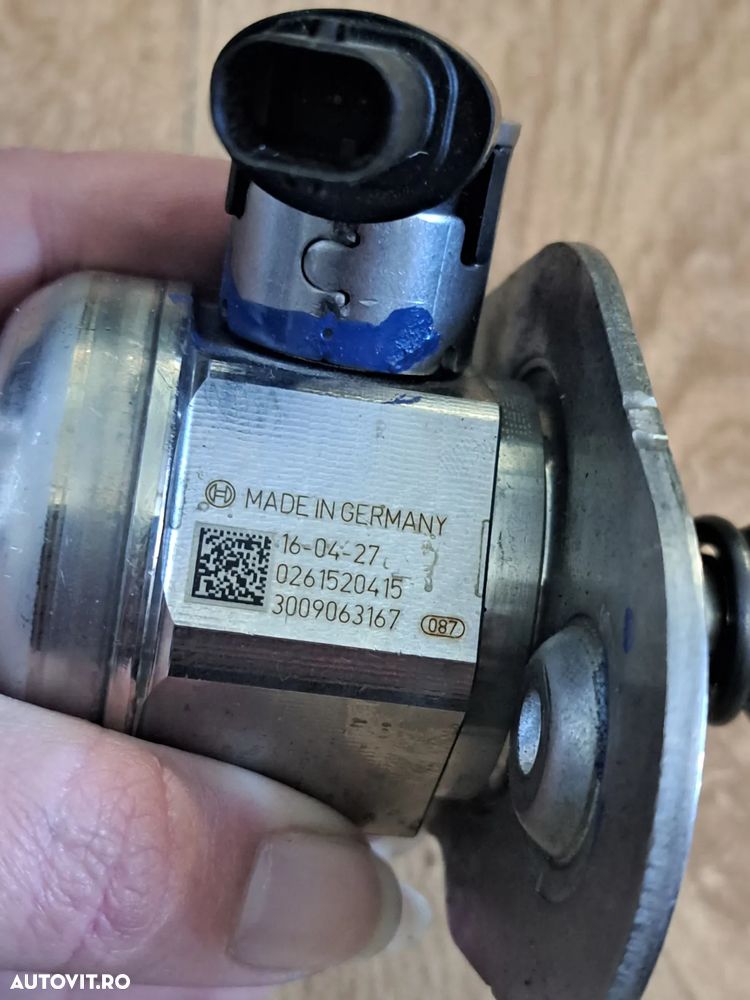 MADE IN GERMANY
16-04-27
0261520415
3009063167
087
AUTOVIT.RO